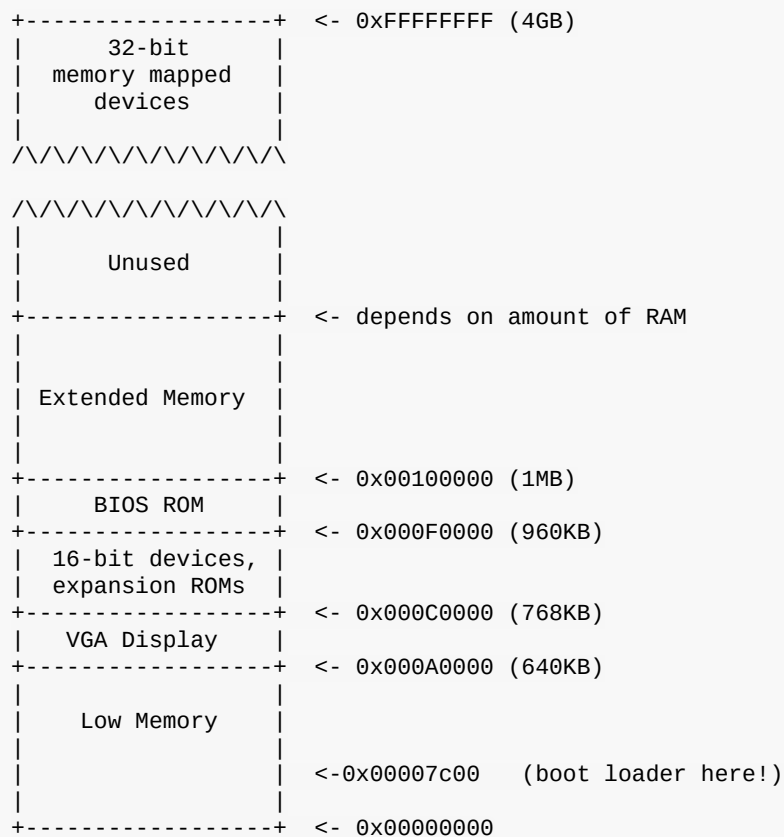 +------------------+  <- 0xFFFFFFFF (4GB)
|      32-bit      |
|  memory mapped   |
|     devices      |
|                  |
/\/\/\/\/\/\/\/\/\/\

/\/\/\/\/\/\/\/\/\/\
|                  |
|      Unused      |
|                  |
+------------------+  <- depends on amount of RAM
|                  |
|                  |
| Extended Memory  |
|                  |
|                  |
+------------------+  <- 0x00100000 (1MB)
|     BIOS ROM     |
+------------------+  <- 0x000F0000 (960KB)
|  16-bit devices, |
|  expansion ROMs  |
+------------------+  <- 0x000C0000 (768KB)
|   VGA Display    |
+------------------+  <- 0x000A0000 (640KB)
|                  |
|    Low Memory    |
|                  |
|                  |  <-0x00007c00   (boot loader here!)
|                  |
+------------------+  <- 0x00000000